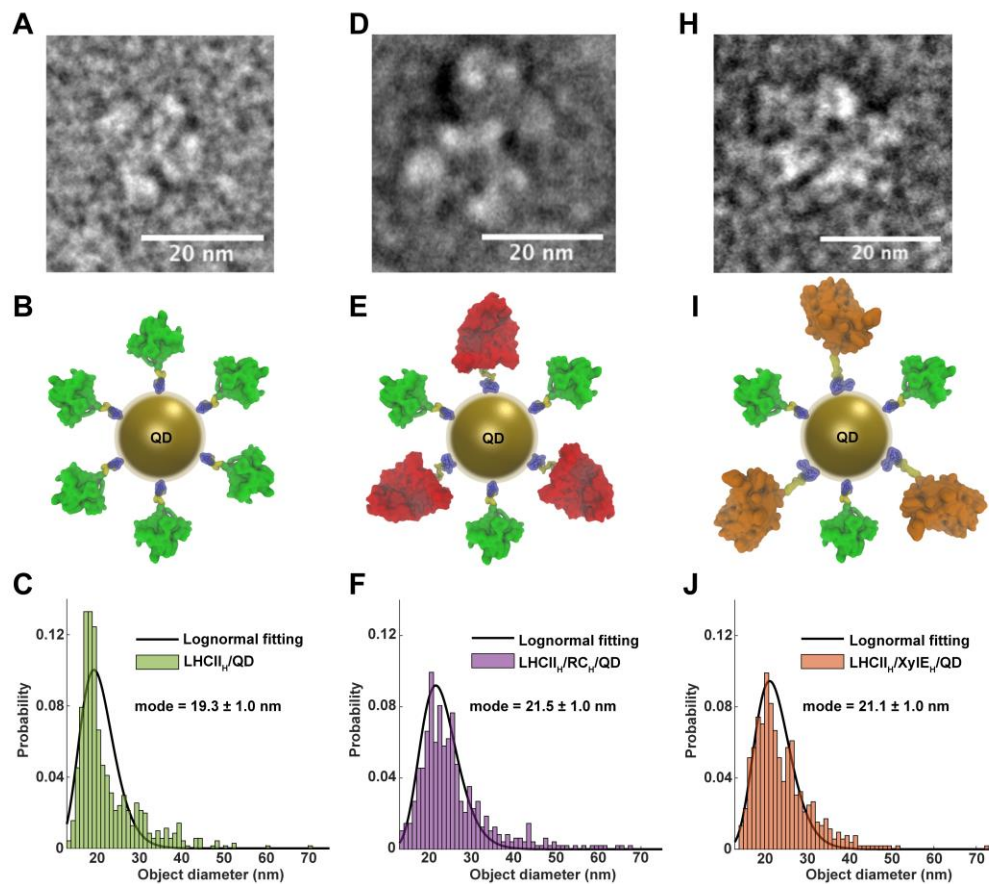 A
D
H
20 nm
20 nm
20 nm
B
E
I
QD
QD
QD
C
F
J
Lognormal fitting
LHCIIH/QD
mode = 19.3 ± 1.0 nm
Probability
0.12
0.08
0.04
0
20 30 40 50 60 70
Object diameter (nm)
Lognormal fitting
LHCIIH/RCH/QD
mode = 21.5 ± 1.0 nm
Probability
0.12
0.08
0.04
0
20 30 40 50 60 70
Object diameter (nm)
Lognormal fitting
LHCIIH/XylEH/QD
mode = 21.1 ± 1.0 nm
Probability
0.12
0.08
0.04
0
20 30 40 50 60 70
Object diameter (nm)